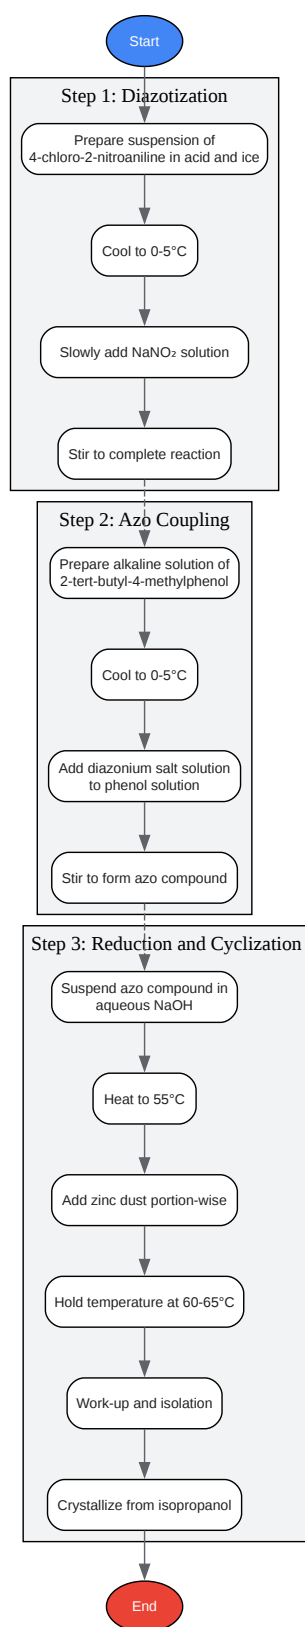 Start
Step 1: Diazotization
Prepare suspension of
4-chloro-2-nitroaniline in acid and ice
Cool to 0-5°C
Slowly add NaNO₂ solution
Stir to complete reaction
Step 2: Azo Coupling
Prepare alkaline solution of
2-tert-butyl-4-methylphenol
Cool to 0-5°C
Add diazonium salt solution
to phenol solution
Stir to form azo compound
Step 3: Reduction and Cyclization
Suspend azo compound in
aqueous NaOH
Heat to 55°C
Add zinc dust portion-wise
Hold temperature at 60-65°C
Work-up and isolation
Crystallize from isopropanol
End